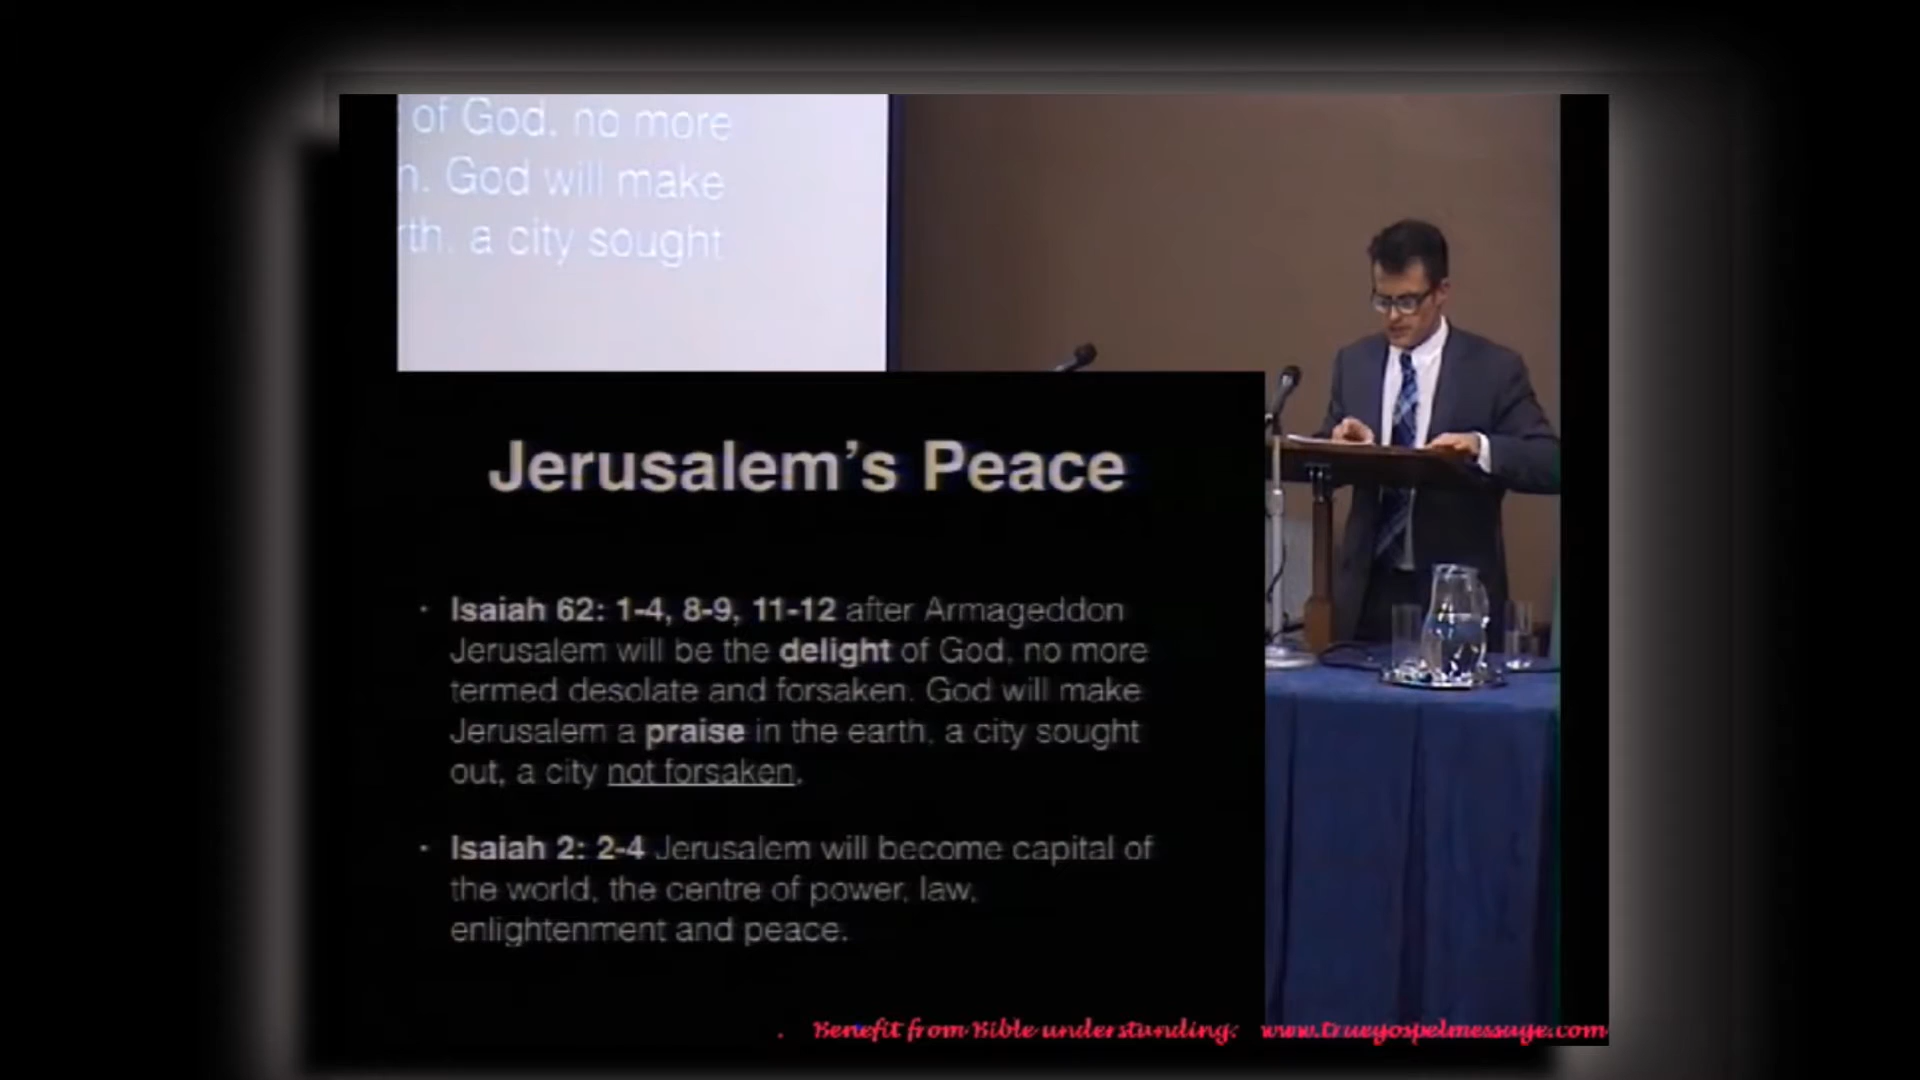 of God, no more
n. God will make
rth, a city sought
Jerusalem's Peace
· Isaiah 62: 1-4, 8-9, 11-12 after Armageddon
Jerusalem will be the delight of God, no more
termed desolate and forsaken. God will make
Jerusalem a praise in the earth, a city sought
out, a city not forsaken.
· Isaiah 2: 2-4 Jerusalem will become capital of
the world, the centre of power, law,
enlightenment and peace.
. Benefit from Bible understanding: www.truegospelmessage.com